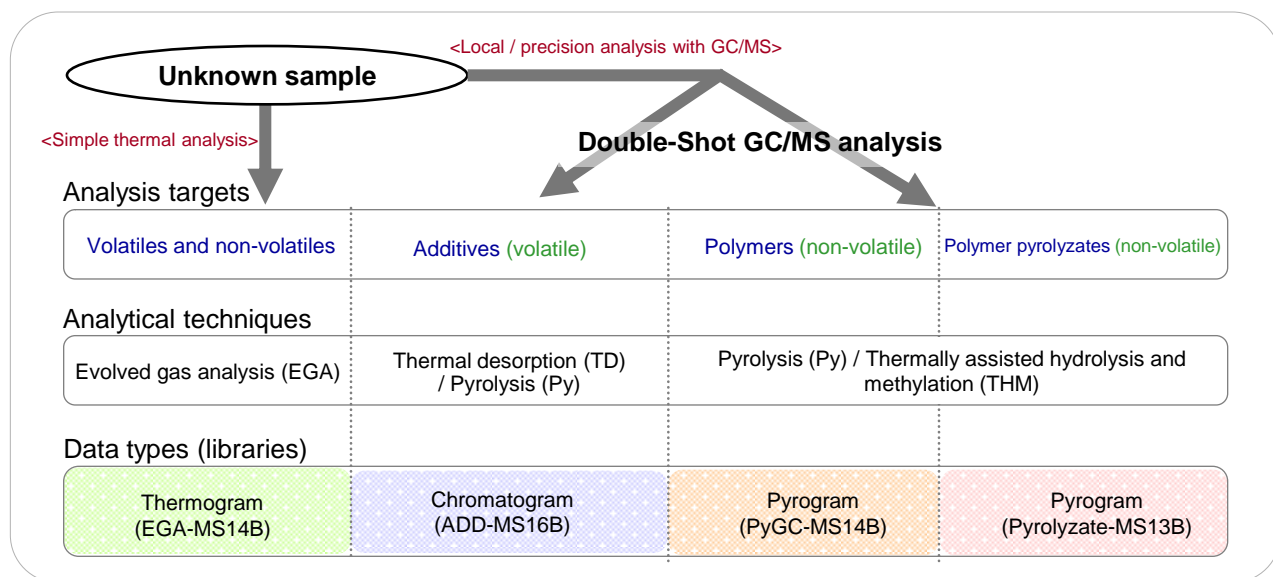 <Local / precision analysis with GC/MS>
Unknown sample
<Simple thermal analysis>
Double-Shot GC/MS analysis
Analysis targets
Volatiles and non-volatiles
Additives (volatile)
Polymers (non-volatile)
Polymer pyrolyzates (non-volatile)
Analytical techniques
Evolved gas analysis (EGA)
Thermal desorption (TD)
/ Pyrolysis (Py)
Pyrolysis (Py) / Thermally assisted hydrolysis and
methylation (THM)
Data types (libraries)
Thermogram
(EGA-MS14B)
Chromatogram
(ADD-MS16B)
Pyrogram
(PyGC-MS14B)
Pyrogram
(Pyrolyzate-MS13B)